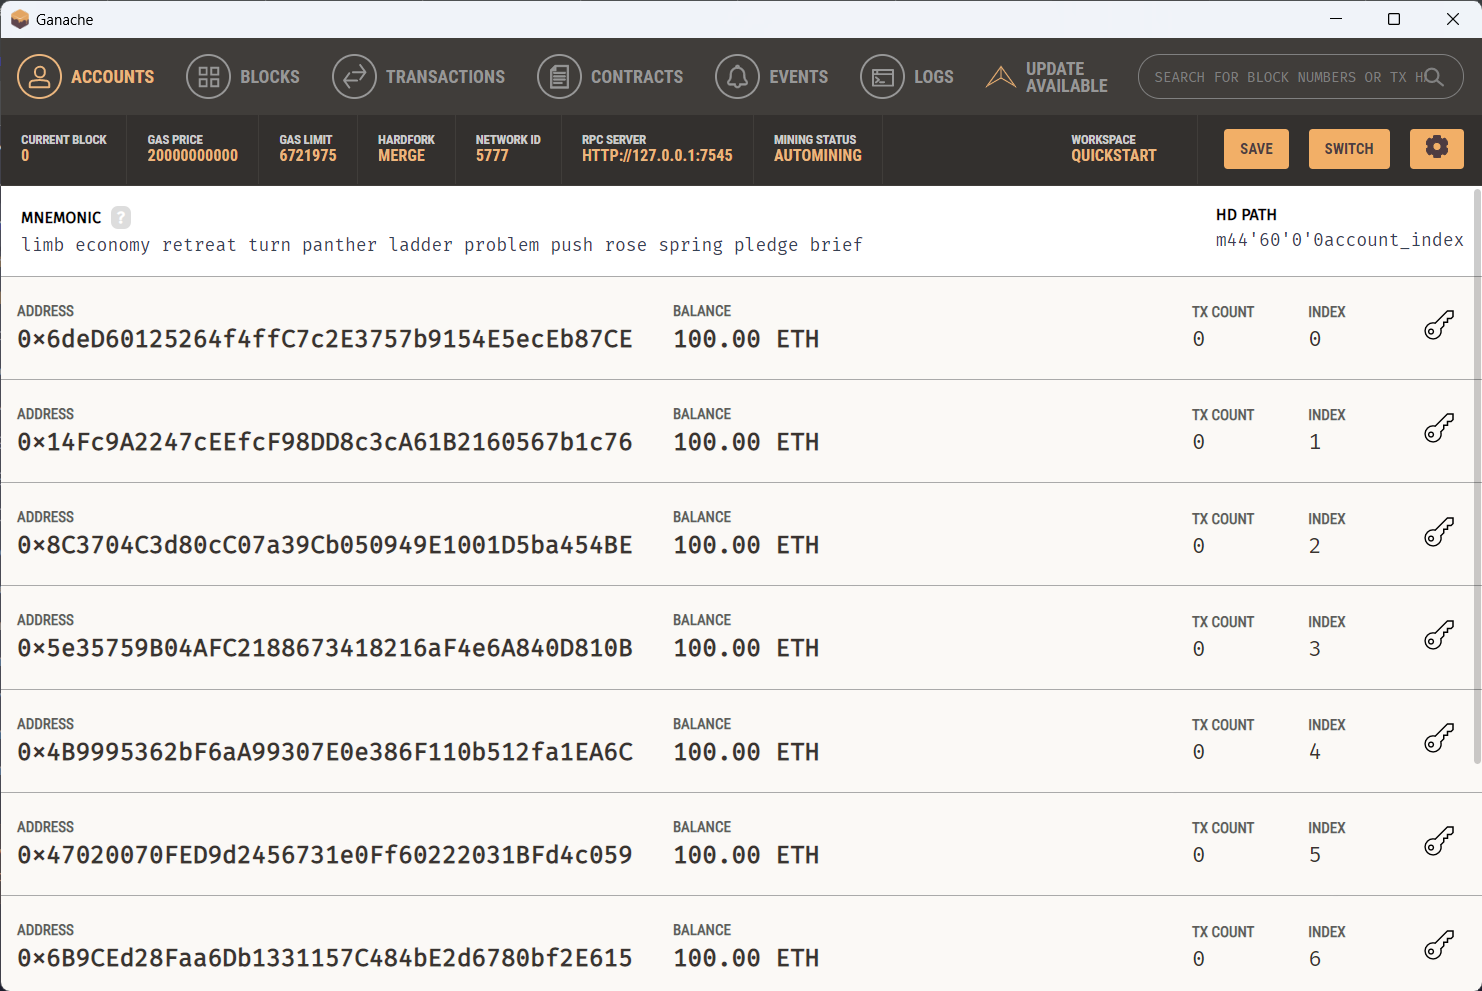 Ganache
ACCOUNTS BLOCKS TRANSACTIONS CONTRACTS EVENTS LOGS UPDATE AVAILABLE SEARCH FOR BLOCK NUMBERS OR TX H
CURRENT BLOCK GAS PRICE GAS LIMIT HARDFORK NETWORK ID RPC SERVER MINING STATUS WORKSPACE
0 20000000000 6721975 MERGE 5777 HTTP://127.0.0.1:7545 AUTOMINING QUICKSTART SAVE SWITCH
MNEMONIC ? HD PATH
limb economy retreat turn panther ladder problem push rose spring pledge brief m44'60'0'0account_index
ADDRESS BALANCE TX COUNT INDEX
0×6deD60125264f4ffC7c2E3757b9154E5ecEb87CE 100.00 ETH 0 0
ADDRESS BALANCE TX COUNT INDEX
0×14Fc9A2247cEEfcF98DD8c3cA61B2160567b1c76 100.00 ETH 0 1
ADDRESS BALANCE TX COUNT INDEX
0×8C3704C3d80cC07a39Cb050949E1001D5ba454BE 100.00 ETH 0 2
ADDRESS BALANCE TX COUNT INDEX
0×5e35759B04AFC2188673418216aF4e6A840D810B 100.00 ETH 0 3
ADDRESS BALANCE TX COUNT INDEX
0×4B9995362bF6aA99307E0e386F110b512fa1EA6C 100.00 ETH 0 4
ADDRESS BALANCE TX COUNT INDEX
0×47020070FED9d2456731e0Ff60222031BFd4c059 100.00 ETH 0 5
ADDRESS BALANCE TX COUNT INDEX
0×6B9CEd28Faa6Db1331157C484bE2d6780bf2E615 100.00 ETH 0 6